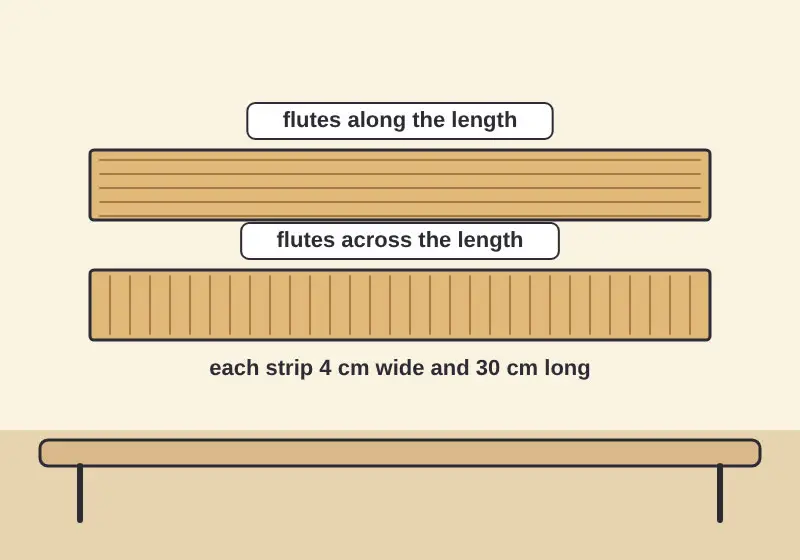 flutes along the length
flutes across the length
each strip 4 cm wide and 30 cm long